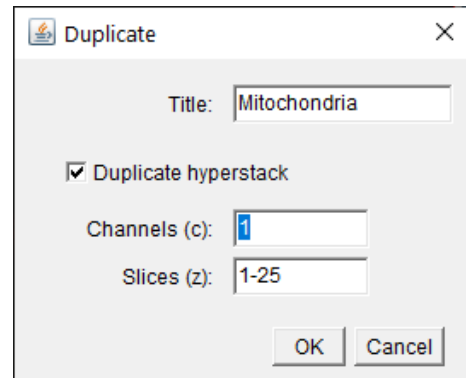 Duplicate
Title: Mitochondria
Duplicate hyperstack
Channels (c): 1
Slices (z): 1-25
OK Cancel